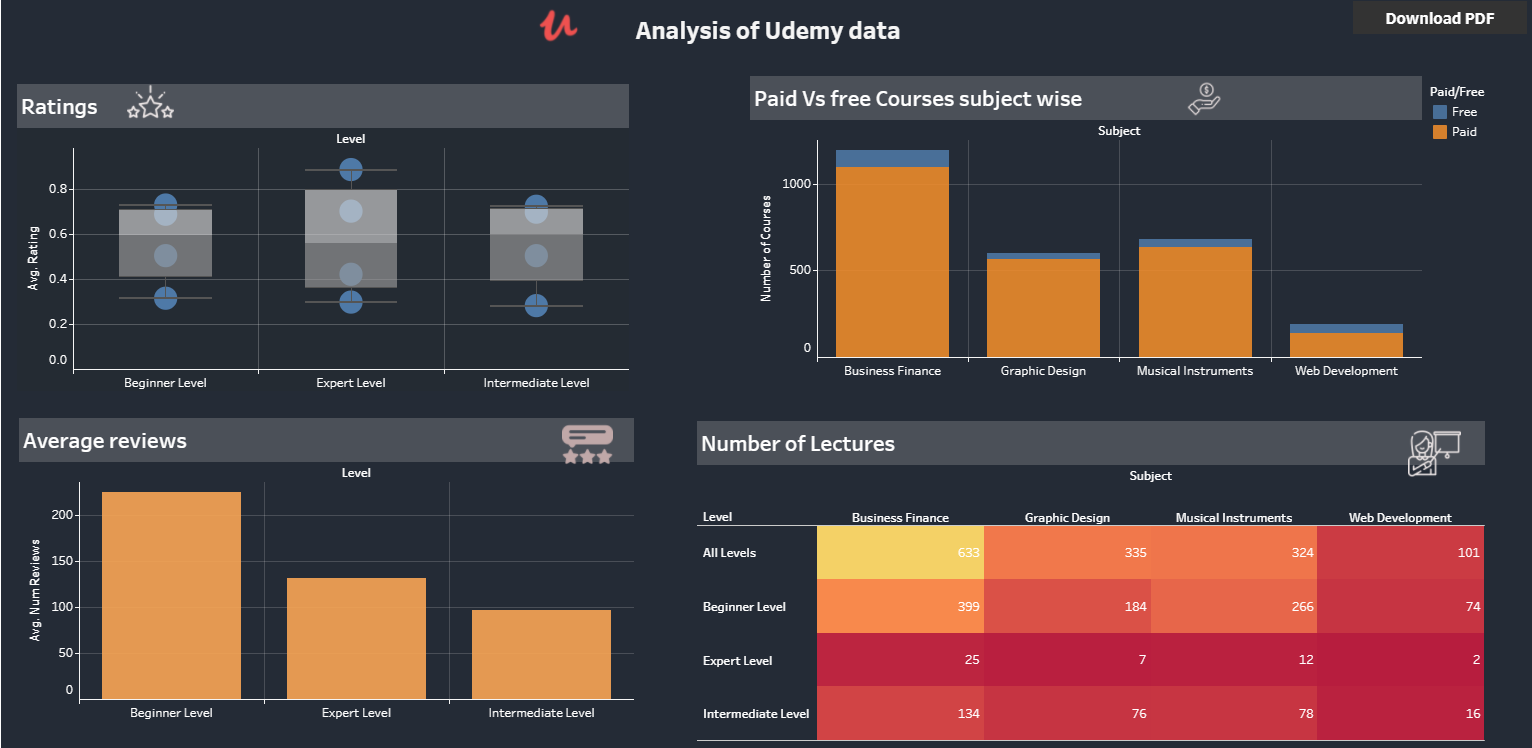 Analysis of Udemy data
Download PDF
Ratings
Level
Avg. Rating
0.8
0.6
0.4
0.2
0.0
Beginner Level
Expert Level
Intermediate Level
Paid Vs free Courses subject wise
Subject
Number of Courses
1000
500
0
Business Finance
Graphic Design
Musical Instruments
Web Development
Paid/Free
Free
Paid
Average reviews
Level
Avg. Num Reviews
200
150
100
50
0
Beginner Level
Expert Level
Intermediate Level
Number of Lectures
Subject
Level Business Finance Graphic Design Musical Instruments Web Development
All Levels 633 335 324 101
Beginner Level 399 184 266 74
Expert Level 25 7 12 2
Intermediate Level 134 76 78 16